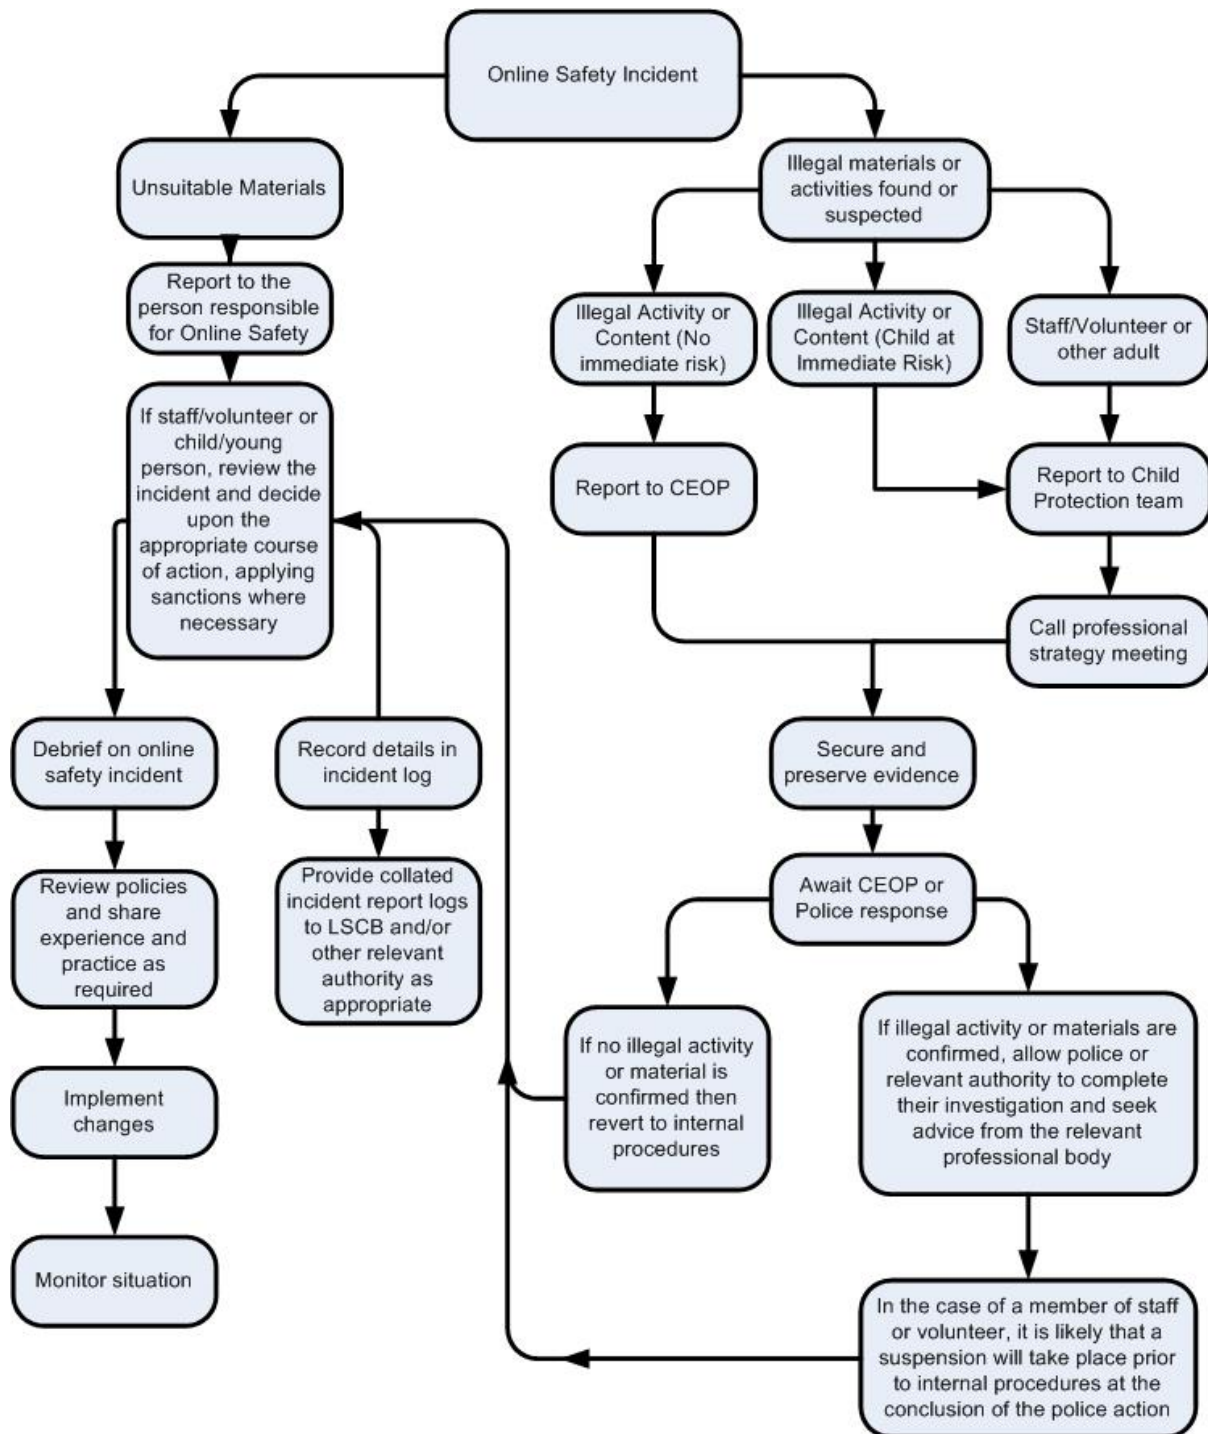 Online Safety Incident
Unsuitable Materials
Illegal materials or
activities found or
suspected
Report to the
person responsible
for Online Safety
Illegal Activity or
Content (No
immediate risk)
Illegal Activity or
Content (Child at
Immediate Risk)
Staff/Volunteer or
other adult
If staff/volunteer or
child/young
person, review the
incident and decide
upon the
appropriate course
of action, applying
sanctions where
necessary
Report to CEOP
Report to Child
Protection team
Call professional
strategy meeting
Debrief on online
safety incident
Record details in
incident log
Secure and
preserve evidence
Review policies
and share
experience and
practice as
required
Provide collated
incident report logs
to LSCB and/or
other relevant
authority as
appropriate
Await CEOP or
Police response
If no illegal activity
or material is
confirmed then
revert to internal
procedures
If illegal activity or materials are
confirmed, allow police or
relevant authority to complete
their investigation and seek
advice from the relevant
professional body
Implement
changes
Monitor situation
In the case of a member of staff
or volunteer, it is likely that a
suspension will take place prior
to internal procedures at the
conclusion of the police action